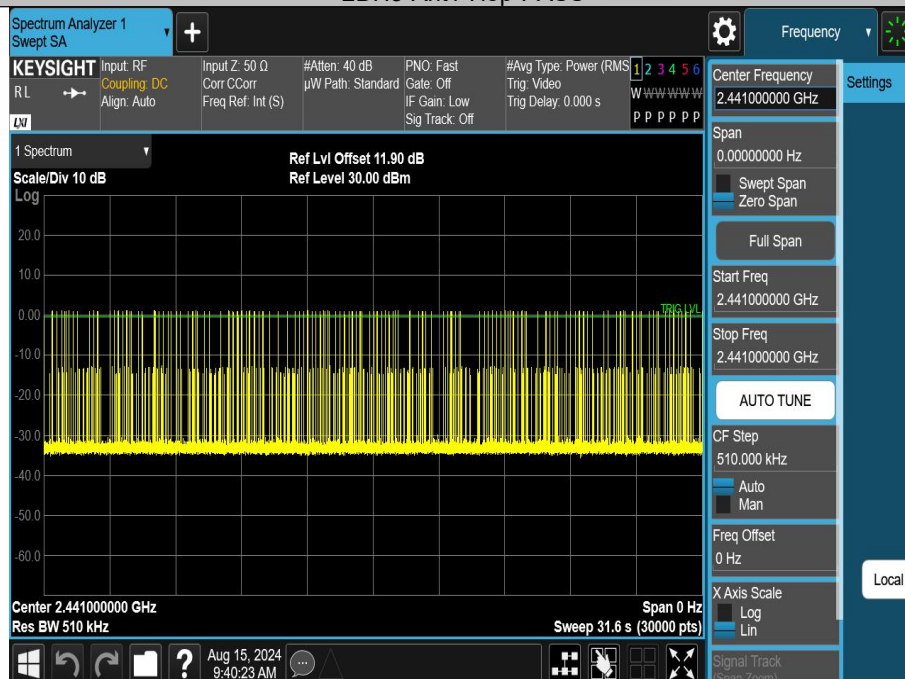 Spectrum Analyzer 1
Swept SA
Frequency
KEYSIGHT
RL
LXI
Input: RF
Coupling: DC
Align: Auto
Input Z: 50 Ω
Corr CCorr
Freq Ref: Int (S)
#Atten: 40 dB
µW Path: Standard
PNO: Fast
Gate: Off
IF Gain: Low
Sig Track: Off
#Avg Type: Power (RMS
Trig: Video
Trig Delay: 0.000 s
1 2 3 4 5 6
W W W W W W
P P P P P P
1 Spectrum
Scale/Div 10 dB
Log
Ref Lvl Offset 11.90 dB
Ref Level 30.00 dBm
20.0
10.0
0.00
TRIG LVL
-10.0
-20.0
-30.0
-40.0
-50.0
-60.0
Center 2.441000000 GHz
Res BW 510 kHz
Span 0 Hz
Sweep 31.6 s (30000 pts)
Center Frequency
2.441000000 GHz
Settings
Span
0.00000000 Hz
Swept Span
Zero Span
Full Span
Start Freq
2.441000000 GHz
Stop Freq
2.441000000 GHz
AUTO TUNE
CF Step
510.000 kHz
Auto
Man
Freq Offset
0 Hz
Local
X Axis Scale
Log
Lin
Signal Track
(Span Zoom)
?
Aug 15, 2024
9:40:23 AM